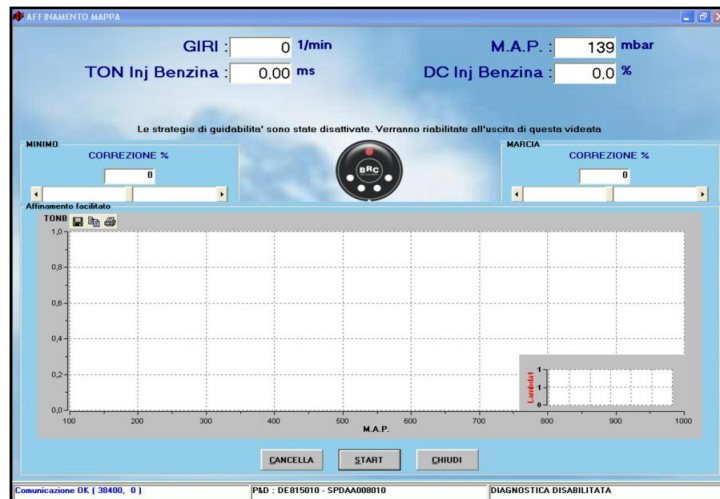 AFFINAMENTO MAPPA
GIRI : 0 1/min
M.A.P. : 139 mbar
TON Inj Benzina : 0,00 ms
DC Inj Benzina : 0,0 %
Le strategie di guidabilita' sono state disattivate. Verranno riabilitate all'uscita di questa videata
MINIMO
CORREZIONE %
0
BRC
MARCIA
CORREZIONE %
0
Affinamento facilitato
TONB
1,0
0,8
0,6
0,4
0,2
0,0
100 200 300 400 500 600 700 800 900 1000
M.A.P.
Lambda1
1
1
0
CANCELLA START CHIUDI
Comunicazione OK ( 38400, 0 )
P&D : DE815010 - SPDAA008010
DIAGNOSTICA DISABILITATA